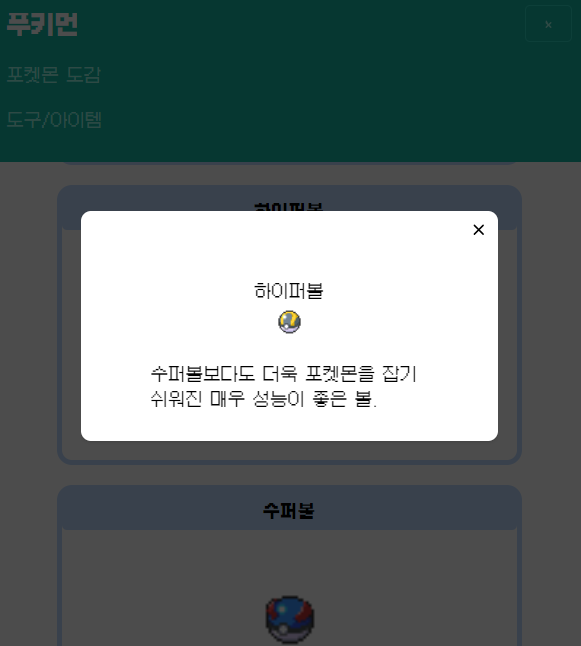 푸키먼
×
포켓몬 도감
도구/아이템
하이퍼볼
×
하이퍼볼
수퍼볼보다도 더욱 포켓몬을 잡기
쉬워진 매우 성능이 좋은 볼.
수퍼볼